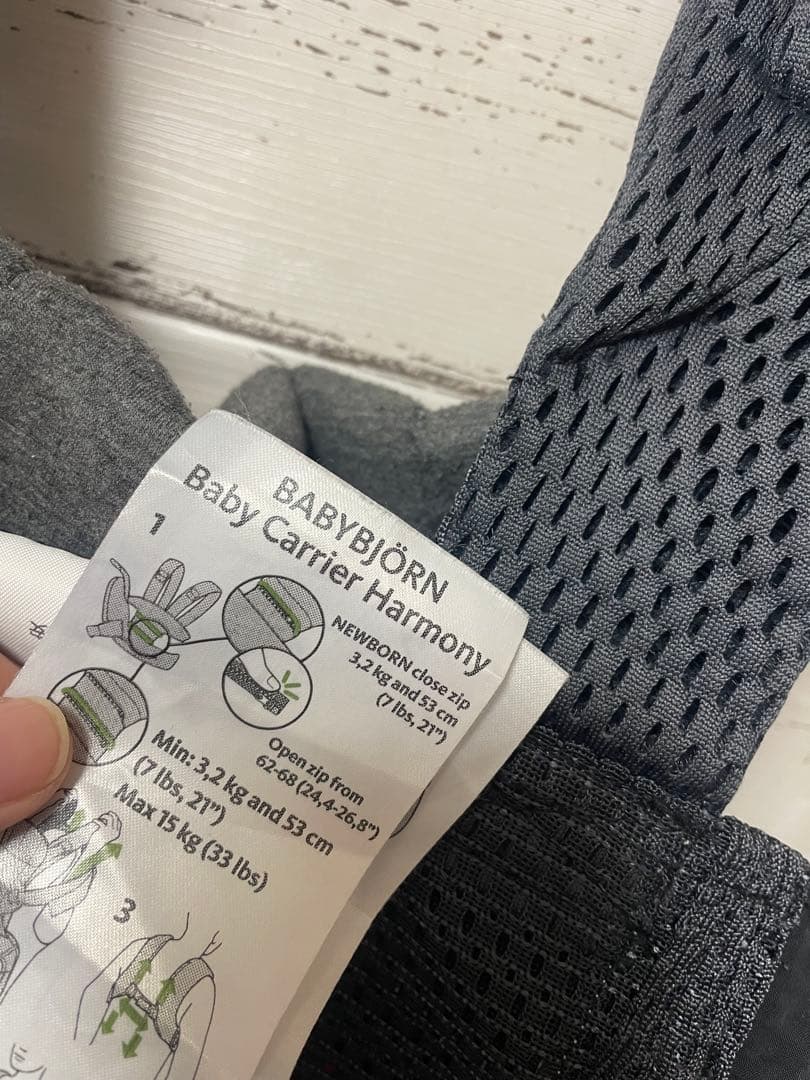 BABYBJÖRN
Baby Carrier Harmony
1
NEWBORN close zip
3,2 kg and 53 cm
(7 lbs, 21")
Open zip from
62-68 (24,4-26,8")
Min: 3,2 kg and 53 cm
(7 lbs, 21")
Max 15 kg (33 lbs)
3